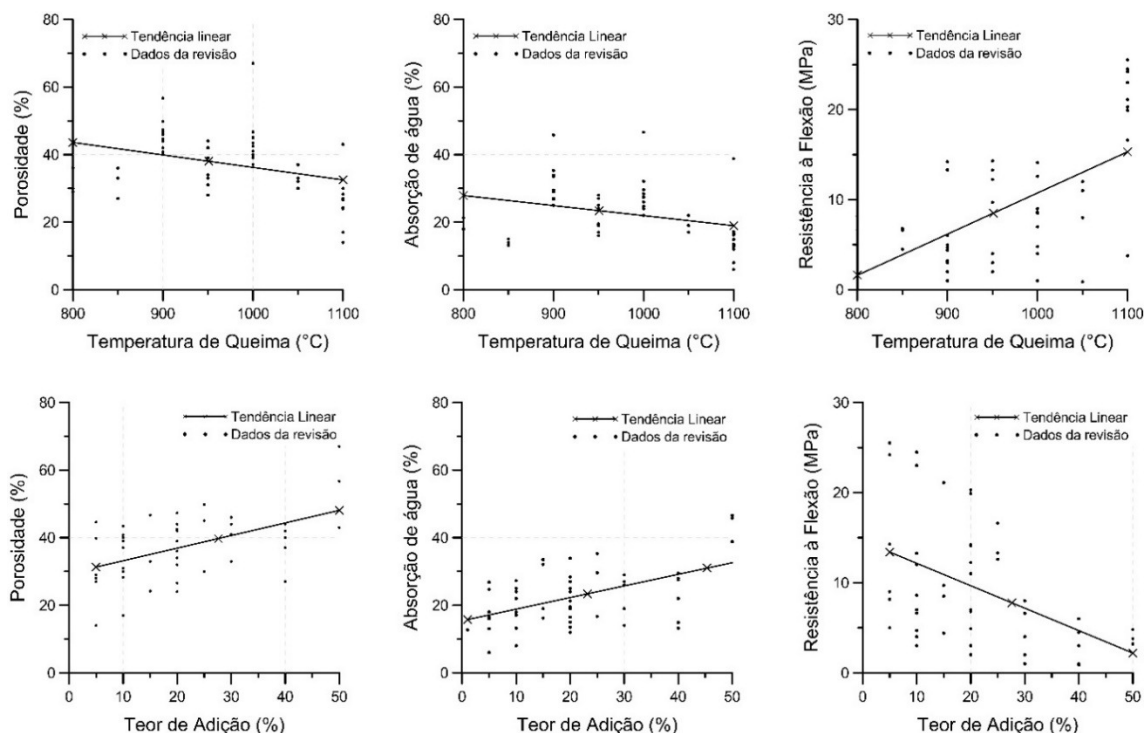 80
60
40
20
0
Porosidade (%)
Tendência linear
Dados da revisão
800
900
1000
1100
Temperatura de Queima (°C)
80
60
40
20
0
Absorção de água (%)
Tendência Linear
Dados da revisão
800
900
1000
1100
Temperatura de Queima (°C)
30
20
10
0
Resistência à Flexão (MPa)
Tendência Linear
Dados da revisão
800
900
1000
1100
Temperatura de Queima (°C)
80
60
40
20
0
Porosidade (%)
Tendência Linear
Dados da revisão
0
10
20
30
40
50
Teor de Adição (%)
80
60
40
20
0
Absorção de água (%)
Tendência Linear
Dados da revisão
0
10
20
30
40
50
Teor de Adição (%)
30
20
10
0
Resistência à Flexão (MPa)
Tendência Linear
Dados da revisão
0
10
20
30
40
50
Teor de Adição (%)